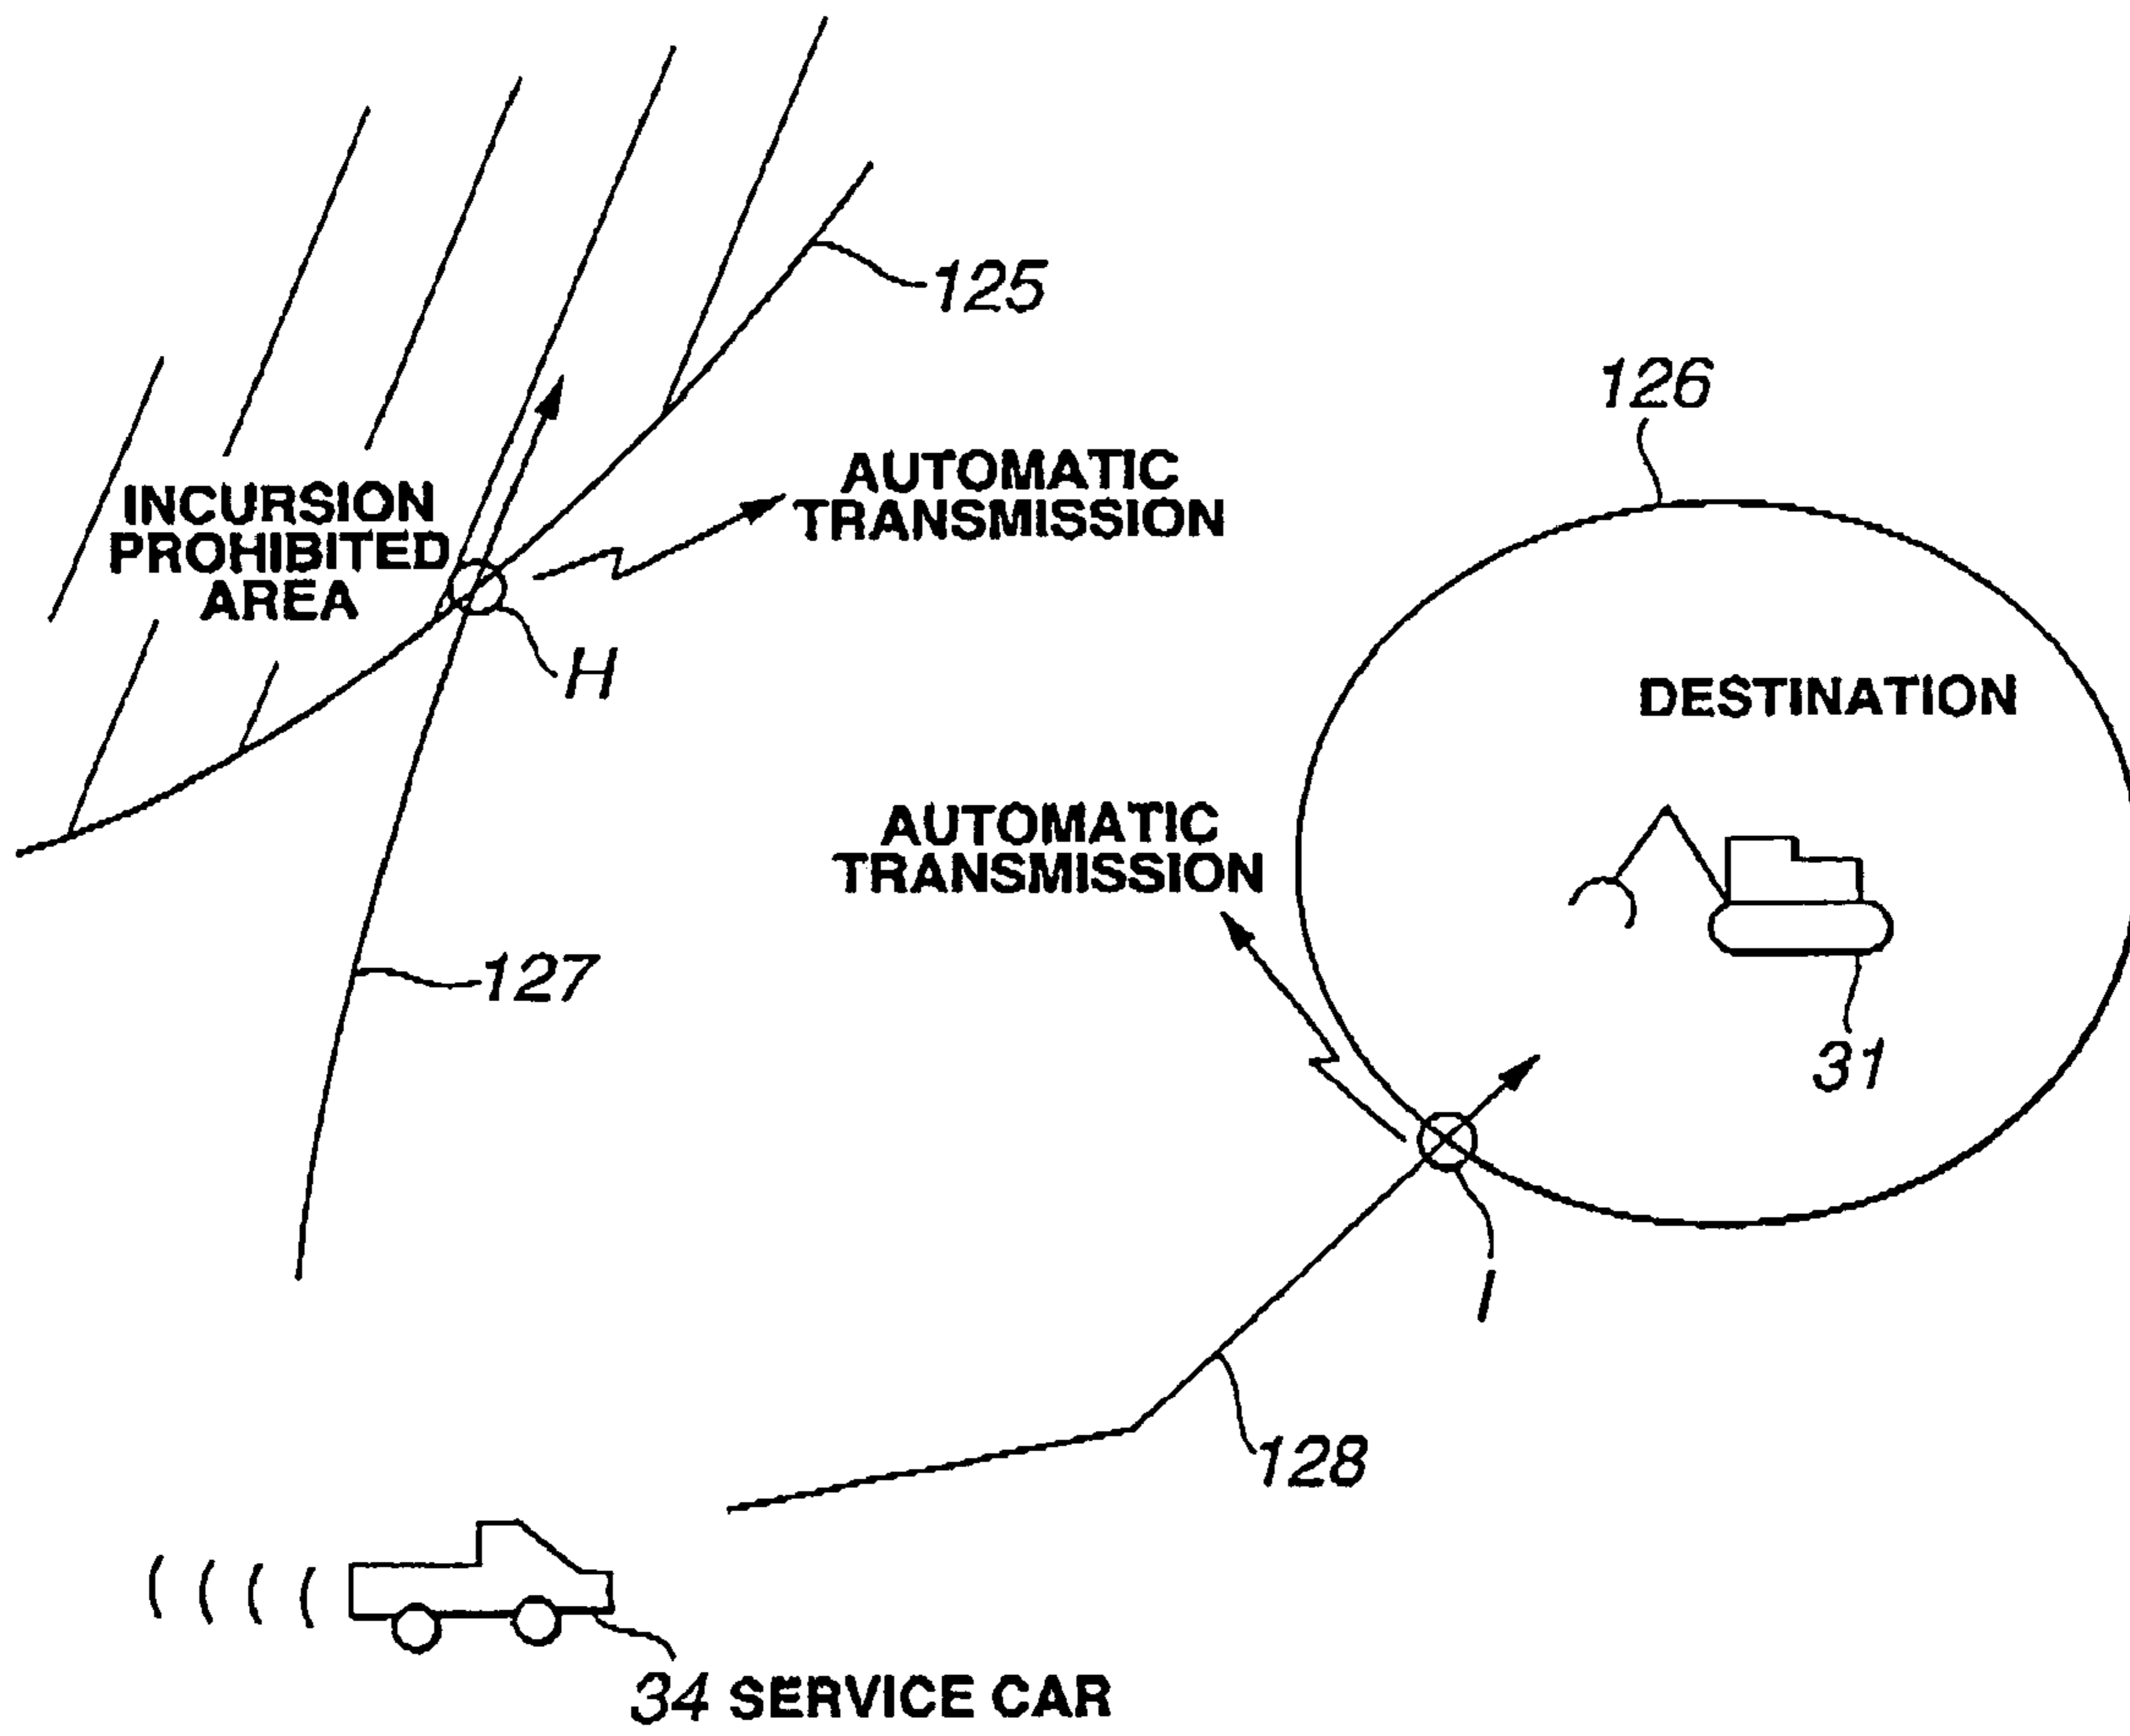 125
126
AUTOMATIC
TRANSMISSION
INCURSION
PROHIBITED
AREA
H
DESTINATION
AUTOMATIC
TRANSMISSION
127
31
I
128
34 SERVICE CAR